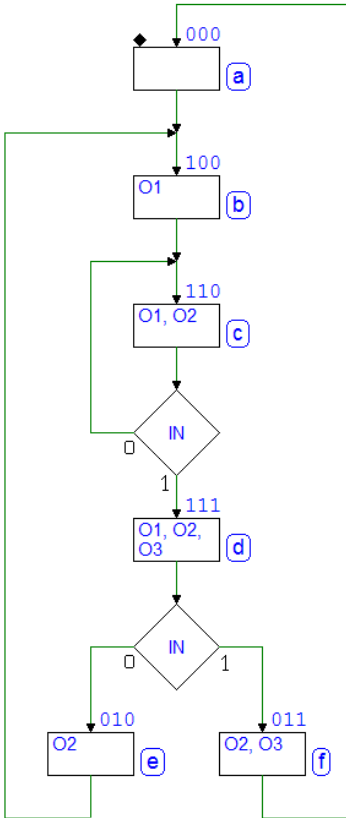 000
a
100
O1
b
110
O1, O2
c
IN
0
1
111
O1, O2,
O3
d
IN
0
1
010
O2
e
011
O2, O3
f